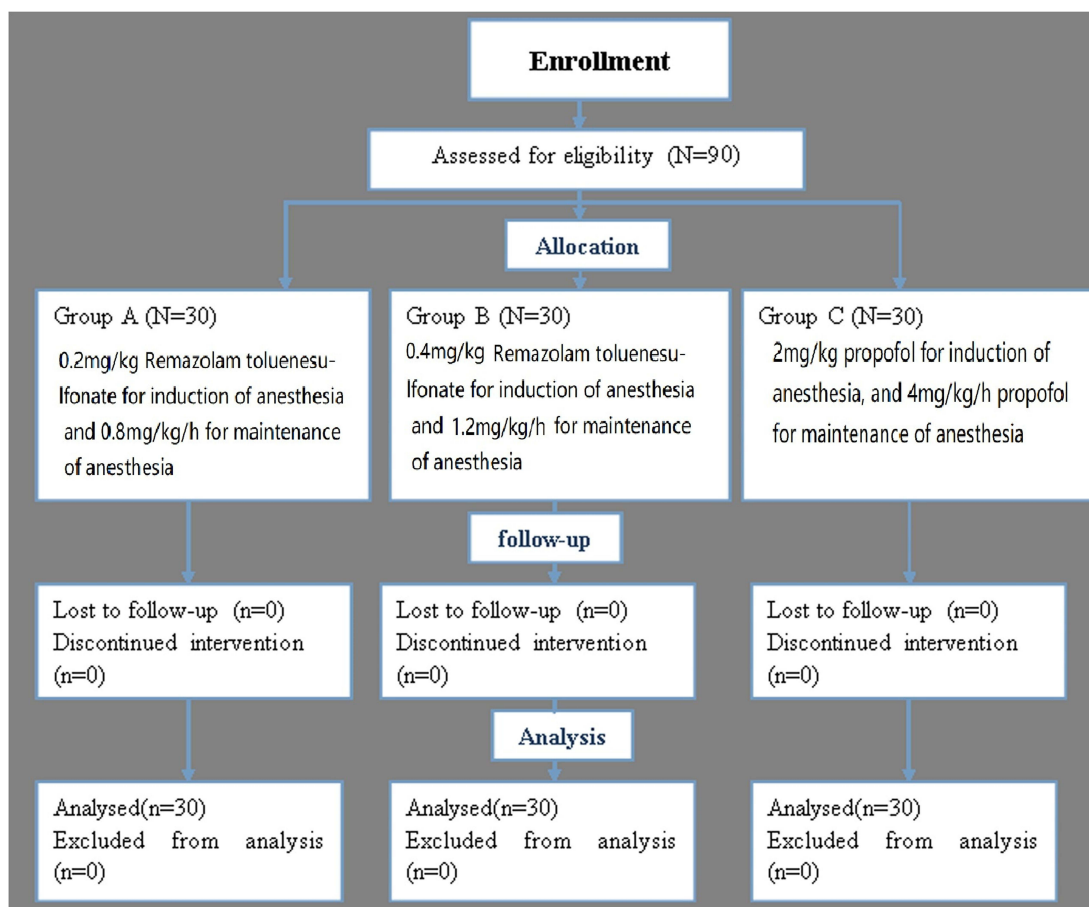 Enrollment
Assessed for eligibility (N=90)
Allocation
Group A (N=30)
0.2mg/kg Remazolam toluenesu-
lfonate for induction of anesthesia
and 0.8mg/kg/h for maintenance
of anesthesia
Group B (N=30)
0.4mg/kg Remazolam toluenesu-
lfonate for induction of anesthesia
and 1.2mg/kg/h for maintenance
of anesthesia
Group C (N=30)
2mg/kg propofol for induction of
anesthesia, and 4mg/kg/h propofol
for maintenance of anesthesia
follow-up
Lost to follow-up (n=0)
Discontinued intervention
(n=0)
Lost to follow-up (n=0)
Discontinued intervention
(n=0)
Lost to follow-up (n=0)
Discontinued intervention
(n=0)
Analysis
Analysed(n=30)
Excluded from analysis
(n=0)
Analysed(n=30)
Excluded from analysis
(n=0)
Analysed(n=30)
Excluded from analysis
(n=0)